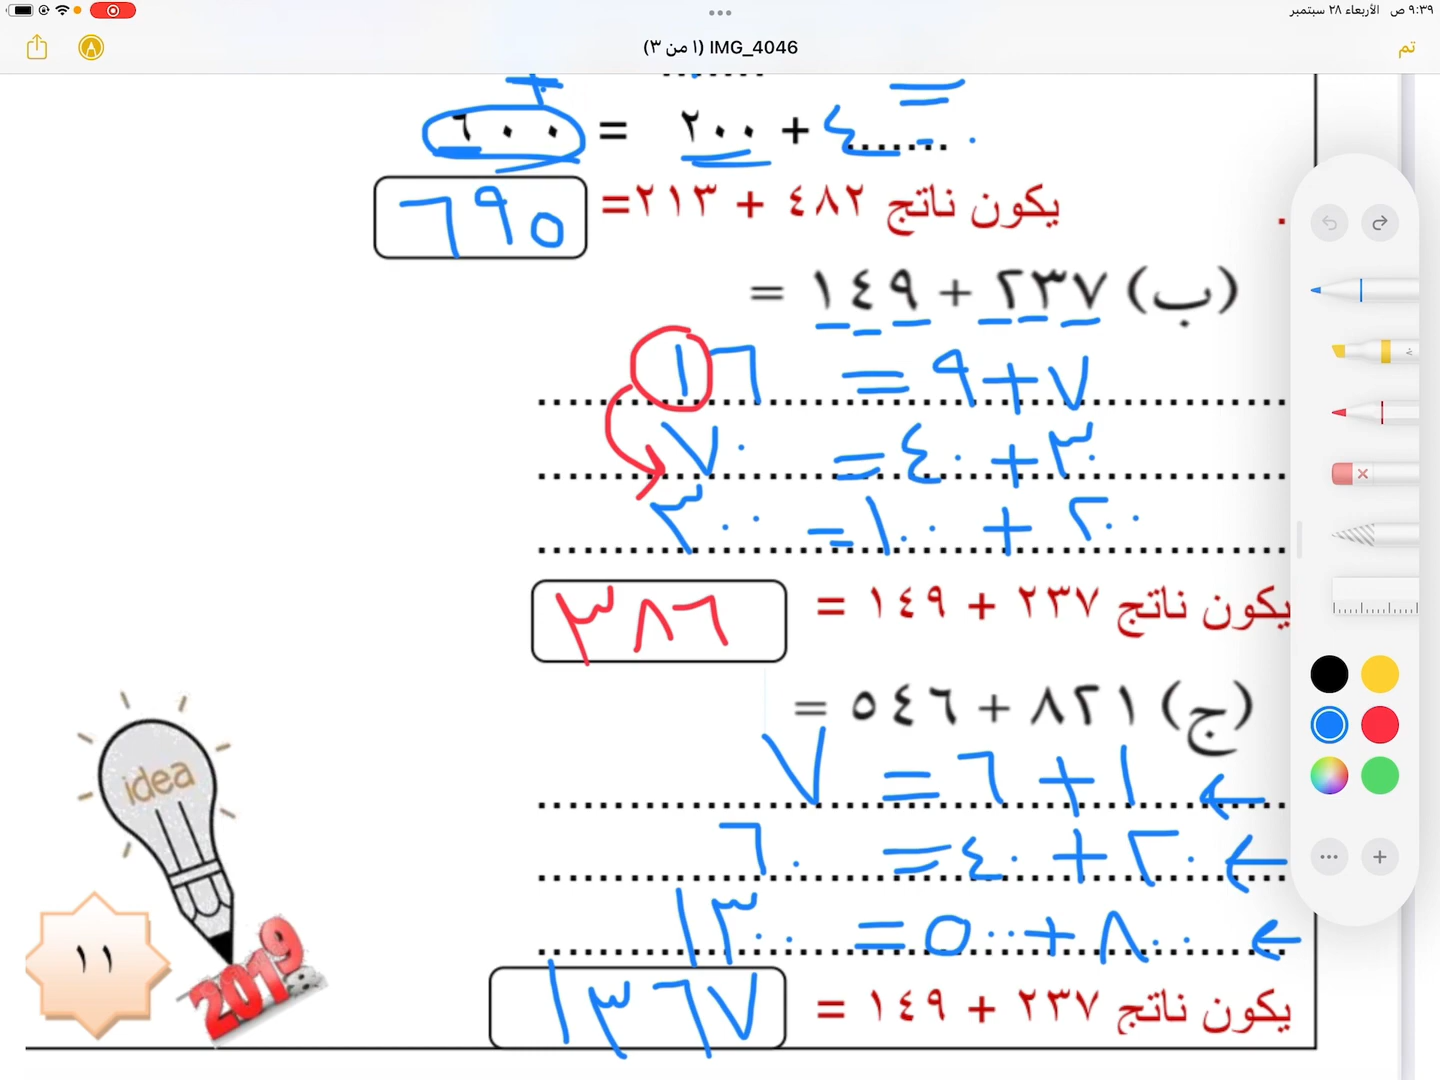 ٩:٣٩ ص الأربعاء ٢٨ سبتمبر
تم
IMG_4046 (١ من ٣)
٤٠٠ + ٢٠٠ = ٦٠٠
يكون ناتج ٤٨٢ + ٢١٣= ٦٩٥
(ب) ٢٣٧ + ١٤٩ =
٧+٩ = ١٦
٣٠+٤٠ = ٧٠
٢٠٠ + ١٠٠ = ٣٠٠
يكون ناتج ٢٣٧ + ١٤٩ = ٣٨٦
(ج) ٨٢١ + ٥٤٦ =
١+٦ = ٧
٢٠+٤٠ = ٦٠
٨٠٠+٥٠٠ = ١٣٠٠
يكون ناتج ٢٣٧ + ١٤٩ = ١٣٦٧
idea
2019
١١